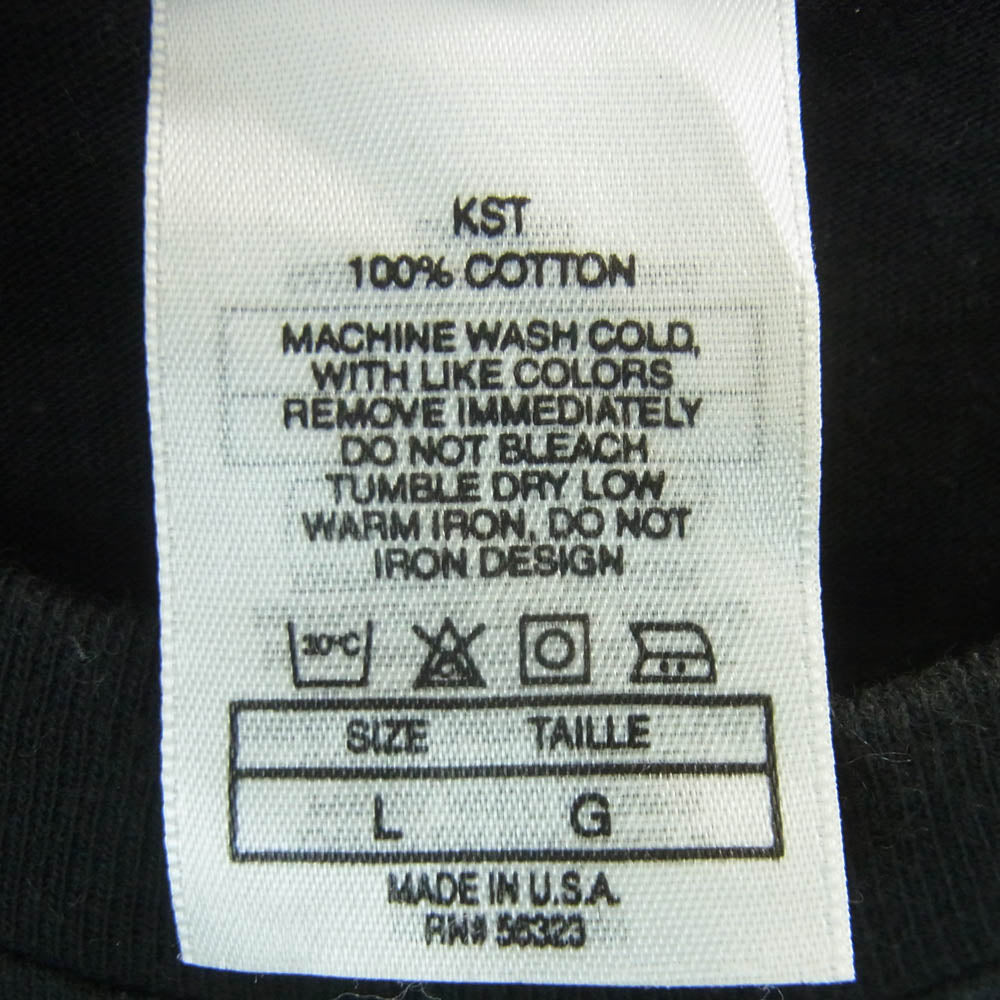 KST
100% COTTON
MACHINE WASH COLD,
WITH LIKE COLORS
REMOVE IMMEDIATELY
DO NOT BLEACH
TUMBLE DRY LOW
WARM IRON, DO NOT
IRON DESIGN
30°C
SIZE TAILLE
L G
MADE IN U.S.A.
RN# 56323